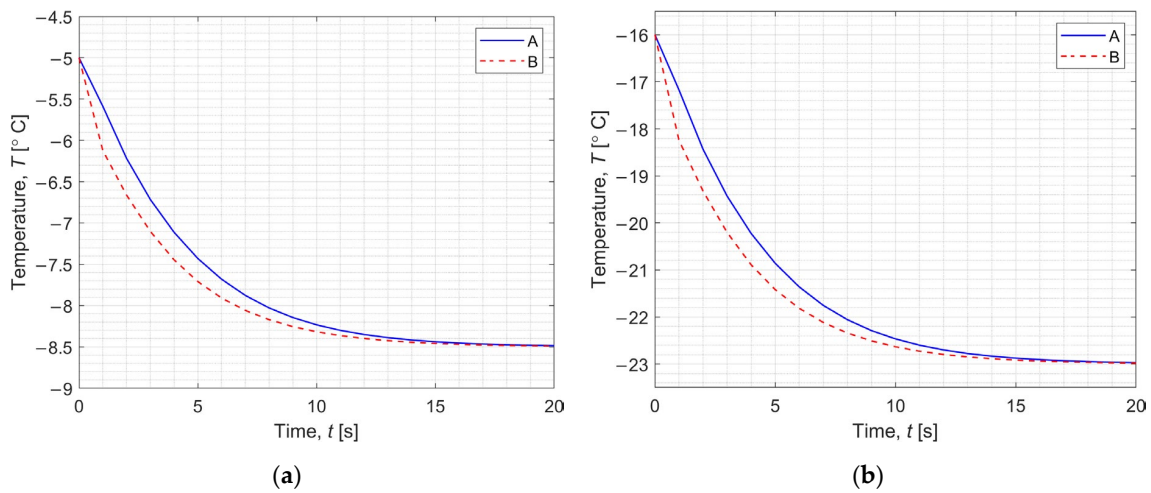 −4.5
−5
−5.5
−6
−6.5
−7
−7.5
−8
−8.5
−9
Temperature, T [° C]
A
B
0
5
10
15
20
Time, t [s]
(a)
−16
−17
−18
−19
−20
−21
−22
−23
Temperature, T [° C]
A
B
0
5
10
15
20
Time, t [s]
(b)